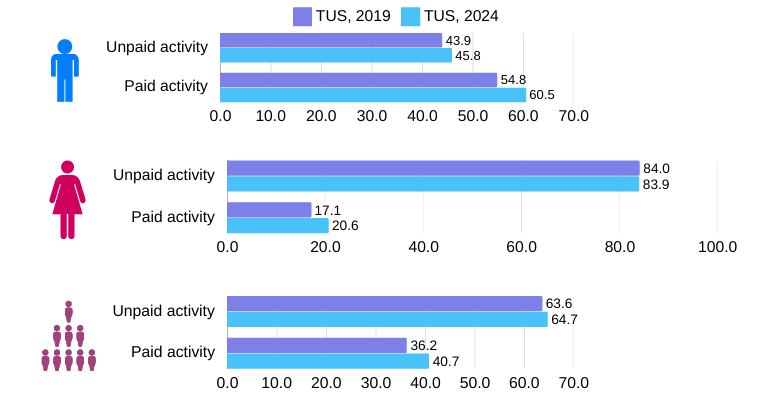 TUS, 2019 TUS, 2024
Unpaid activity 43.9
45.8
Paid activity 54.8
60.5
0.0 10.0 20.0 30.0 40.0 50.0 60.0 70.0
Unpaid activity 84.0
83.9
Paid activity 17.1
20.6
0.0 20.0 40.0 60.0 80.0 100.0
Unpaid activity 63.6
64.7
Paid activity 36.2
40.7
0.0 10.0 20.0 30.0 40.0 50.0 60.0 70.0